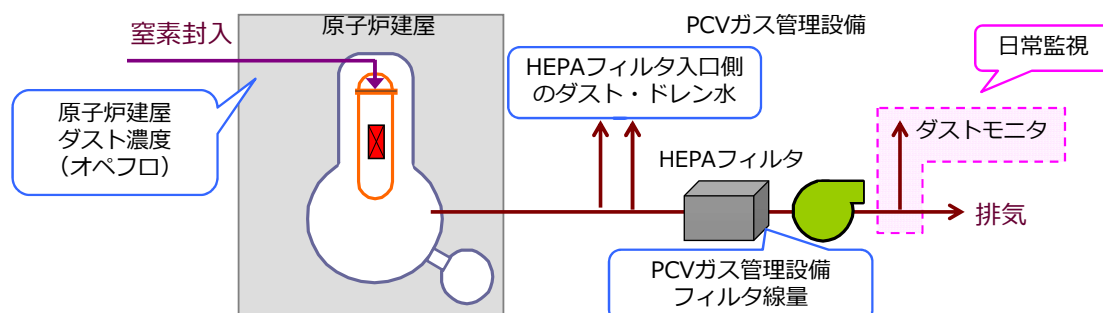 原子炉建屋
PCVガス管理設備
窒素封入
日常監視
HEPAフィルタ入口側
のダスト・ドレン水
原子炉建屋
ダスト濃度
（オペフロ）
ダストモニタ
HEPAフィルタ
排気
PCVガス管理設備
フィルタ線量